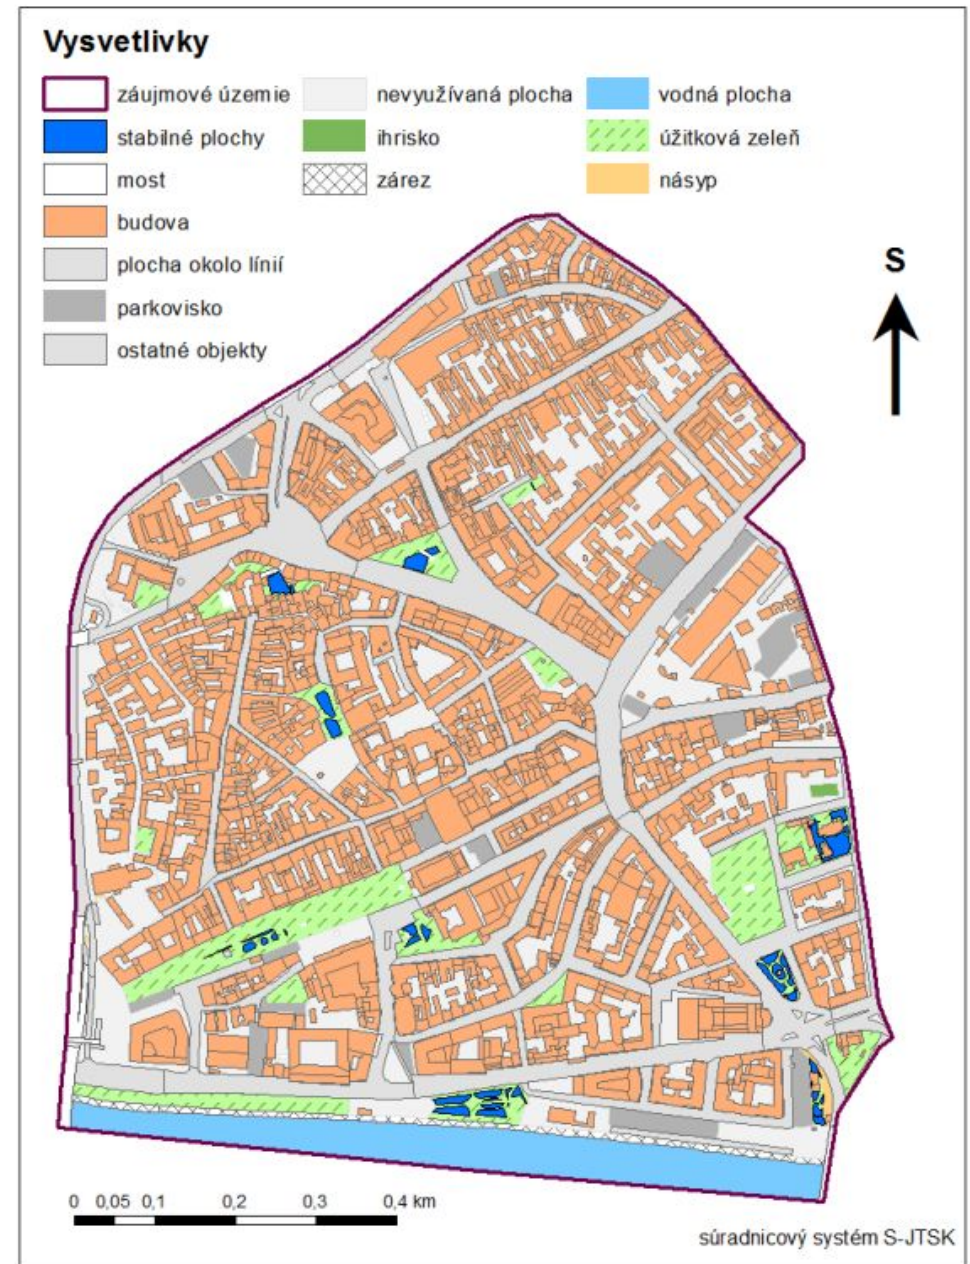 Vysvetlivky
záujmové územie
stabilné plochy
most
budova
plocha okolo línií
parkovisko
ostatné objekty
nevyužívaná plocha
ihrisko
zárez
vodná plocha
úžitková zeleň
násyp
S
0 0,05 0,1 0,2 0,3 0,4 km
súradnicový systém S-JTSK